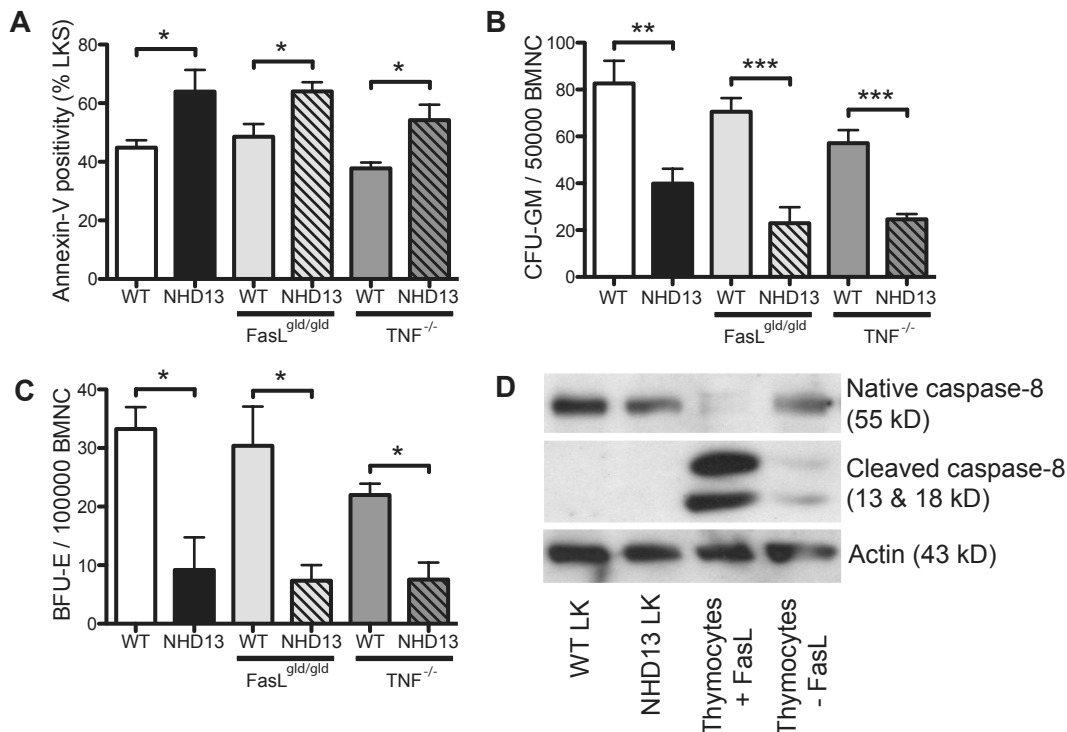 A
Annexin-V positivity (% LKS)
80
60
40
20
0
*
*
*
WT NHD13 WT NHD13 WT NHD13
FasL^gld/gld TNF^-/-
B
CFU-GM / 50000 BMNC
100
80
60
40
20
0
**
***
***
WT NHD13 WT NHD13 WT NHD13
FasL^gld/gld TNF^-/-
C
BFU-E / 100000 BMNC
40
30
20
10
0
*
*
*
WT NHD13 WT NHD13 WT NHD13
FasL^gld/gld TNF^-/-
D
Native caspase-8
(55 kD)
Cleaved caspase-8
(13 & 18 kD)
Actin (43 kD)
WT LK
NHD13 LK
Thymocytes
+ FasL
Thymocytes
- FasL